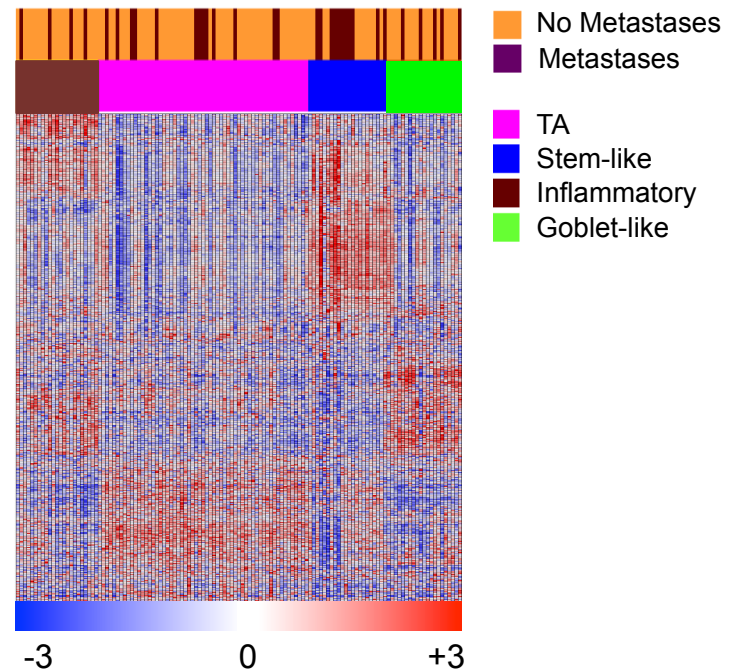 No Metastases
Metastases
TA
Stem-like
Inflammatory
Goblet-like
-3 0 +3